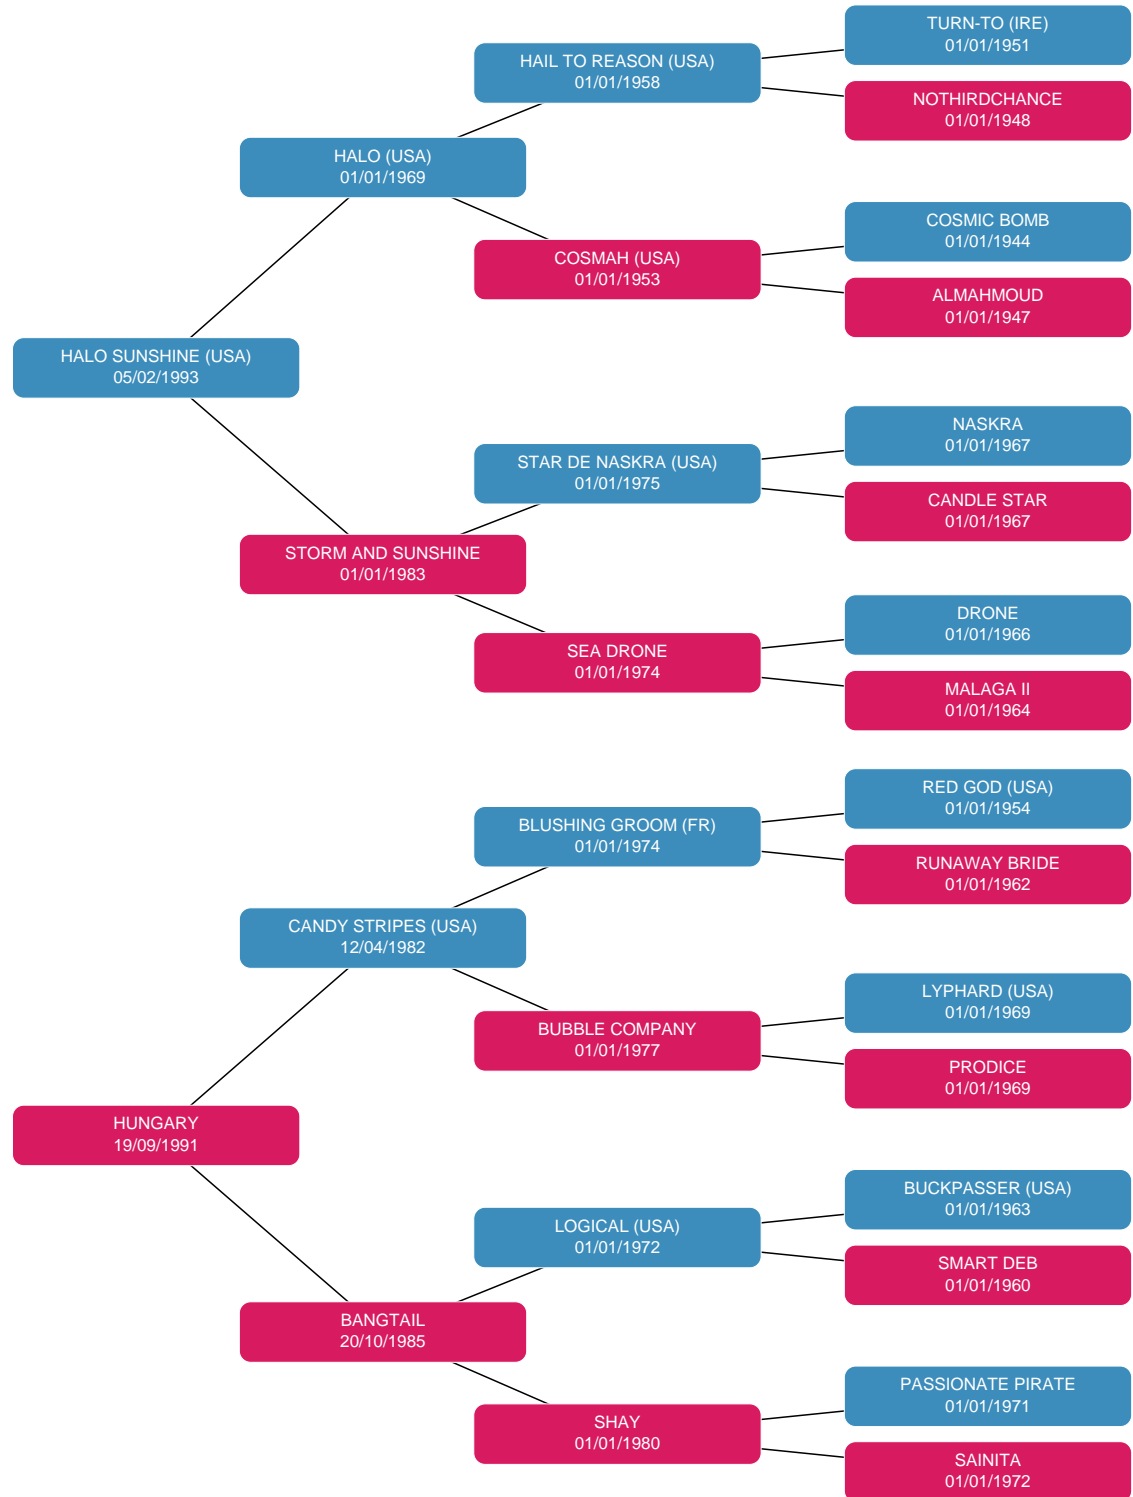 TURN-TO (IRE)
01/01/1951
HAIL TO REASON (USA)
01/01/1958
NOTHIRDCHANCE
01/01/1948
HALO (USA)
01/01/1969
COSMIC BOMB
01/01/1944
COSMAH (USA)
01/01/1953
ALMAHMOUD
01/01/1947
HALO SUNSHINE (USA)
05/02/1993
NASKRA
01/01/1967
STAR DE NASKRA (USA)
01/01/1975
CANDLE STAR
01/01/1967
STORM AND SUNSHINE
01/01/1983
DRONE
01/01/1966
SEA DRONE
01/01/1974
MALAGA II
01/01/1964
RED GOD (USA)
01/01/1954
BLUSHING GROOM (FR)
01/01/1974
RUNAWAY BRIDE
01/01/1962
CANDY STRIPES (USA)
12/04/1982
LYPHARD (USA)
01/01/1969
BUBBLE COMPANY
01/01/1977
PRODICE
01/01/1969
HUNGARY
19/09/1991
BUCKPASSER (USA)
01/01/1963
LOGICAL (USA)
01/01/1972
SMART DEB
01/01/1960
BANGTAIL
20/10/1985
PASSIONATE PIRATE
01/01/1971
SHAY
01/01/1980
SAINITA
01/01/1972